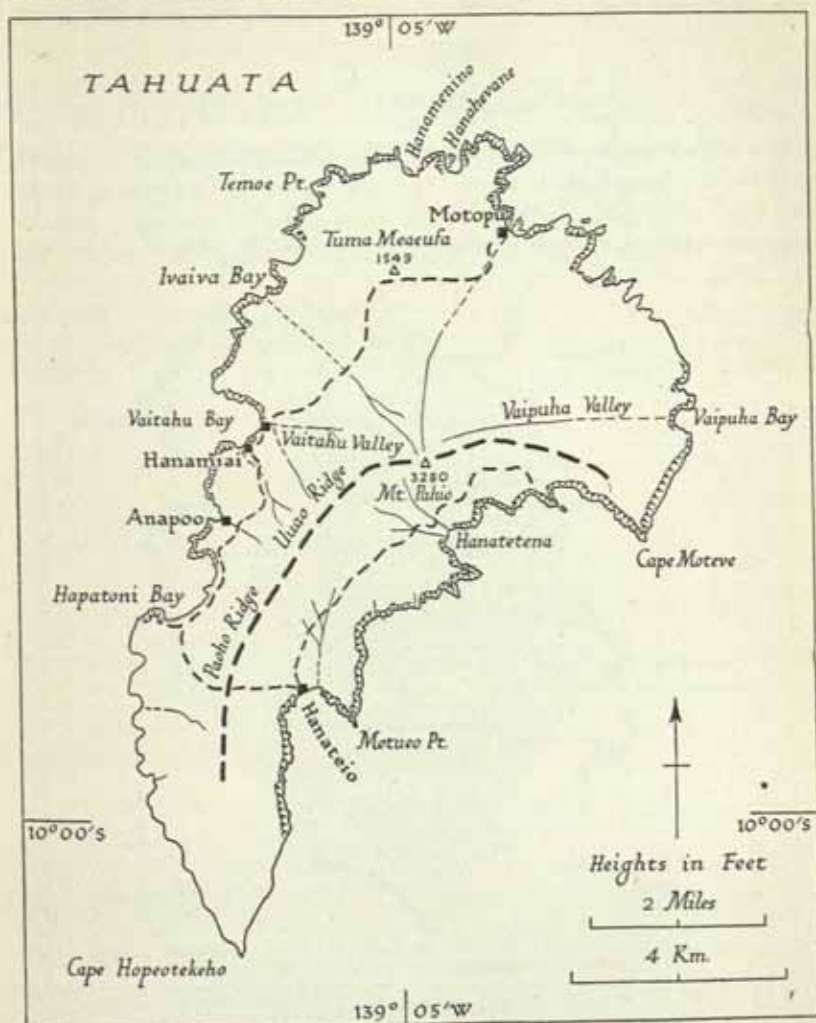 139° 05'W
TAHUATA
Hanamenino
Hanahevane
Temoe Pt.
Motopu
Tuma Meaeufa
1549
Ivaiva Bay
Vaitahu Bay
Vaitahu Valley
Vaipuha Valley
Vaipuha Bay
Hanamiai
3280
Mt. Pahio
Uuao Ridge
Anapoo
Hanatetena
Cape Moteve
Hapatoni Bay
Paoho Ridge
Hanateio
Motueo Pt.
10°00's
10°00's
Heights in Feet
2 Miles
4 Km.
Cape Hopeotekeho
139° 05'W